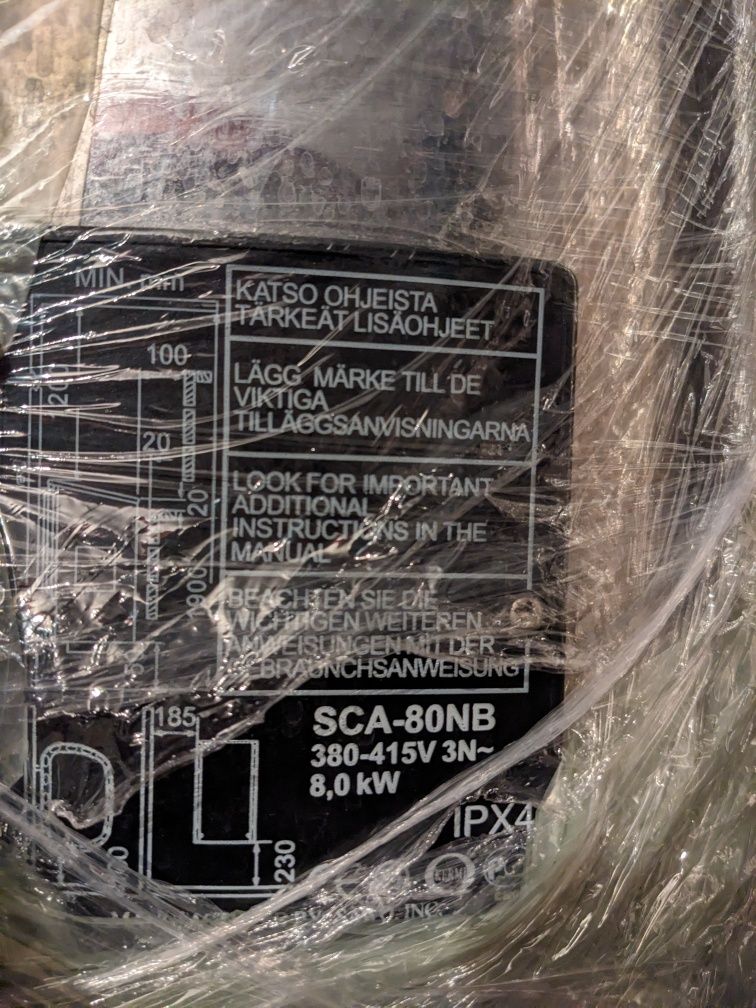 MIN. mm
100
20
20
KATSO OHJEISTA
TÄRKEÄT LISÄOHJEET
LÄGG MÄRKE TILL DE
VIKTIGA
TILLÄGGSANVISNINGARNA
LOOK FOR IMPORTANT
ADDITIONAL
INSTRUCTIONS IN THE
MANUAL
BEACHTEN SIE DIE
WICHTIGEN WEITEREN
ANWEISUNGEN MIT DER
GEBRAUNCHSANWEISUNG
185
230
SCA-80NB
380-415V 3N~
8,0 kW
IPX4
INC.